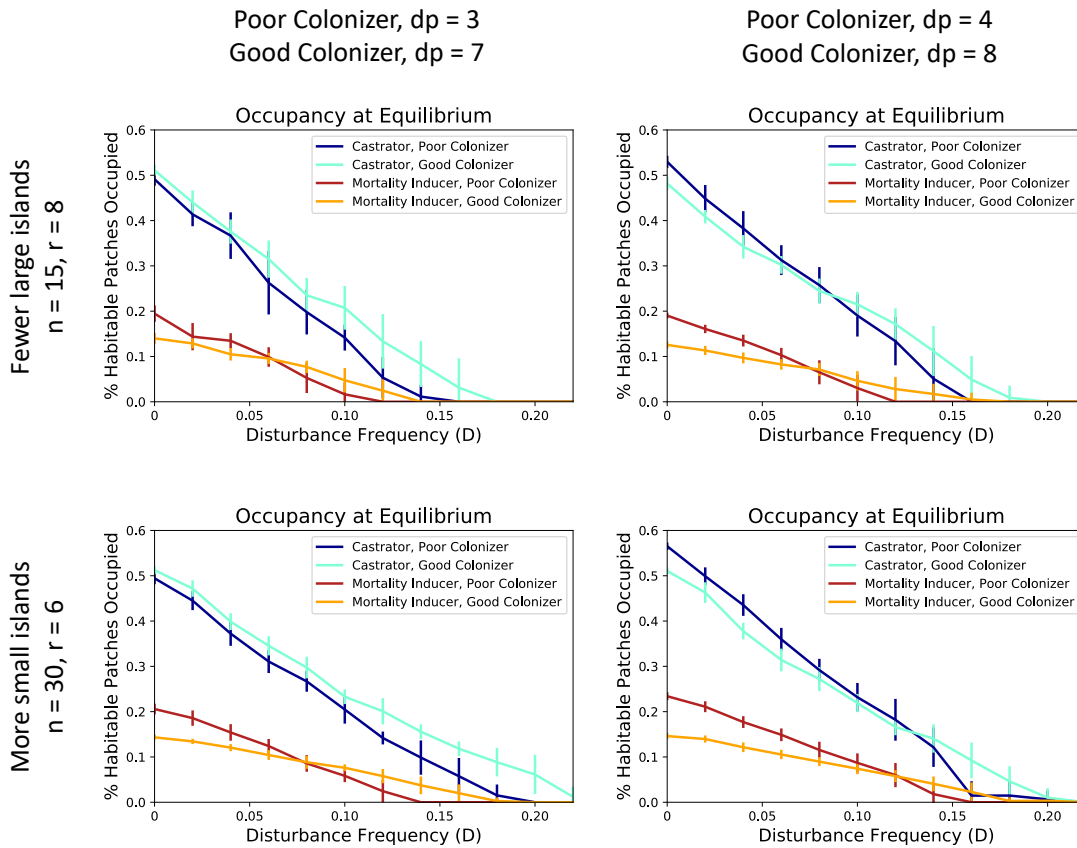 Poor Colonizer, dp = 3
Good Colonizer, dp = 7
Poor Colonizer, dp = 4
Good Colonizer, dp = 8
Fewer large islands
n = 15, r = 8
Occupancy at Equilibrium
% Habitable Patches Occupied
0.6
0.5
0.4
0.3
0.2
0.1
0.0
Castrator, Poor Colonizer
Castrator, Good Colonizer
Mortality Inducer, Poor Colonizer
Mortality Inducer, Good Colonizer
0 0.05 0.10 0.15 0.20
Disturbance Frequency (D)
Occupancy at Equilibrium
% Habitable Patches Occupied
0.6
0.5
0.4
0.3
0.2
0.1
0.0
Castrator, Poor Colonizer
Castrator, Good Colonizer
Mortality Inducer, Poor Colonizer
Mortality Inducer, Good Colonizer
0 0.05 0.10 0.15 0.20
Disturbance Frequency (D)
More small islands
n = 30, r = 6
Occupancy at Equilibrium
% Habitable Patches Occupied
0.6
0.5
0.4
0.3
0.2
0.1
0.0
Castrator, Poor Colonizer
Castrator, Good Colonizer
Mortality Inducer, Poor Colonizer
Mortality Inducer, Good Colonizer
0 0.05 0.10 0.15 0.20
Disturbance Frequency (D)
Occupancy at Equilibrium
% Habitable Patches Occupied
0.6
0.5
0.4
0.3
0.2
0.1
0.0
Castrator, Poor Colonizer
Castrator, Good Colonizer
Mortality Inducer, Poor Colonizer
Mortality Inducer, Good Colonizer
0 0.05 0.10 0.15 0.20
Disturbance Frequency (D)